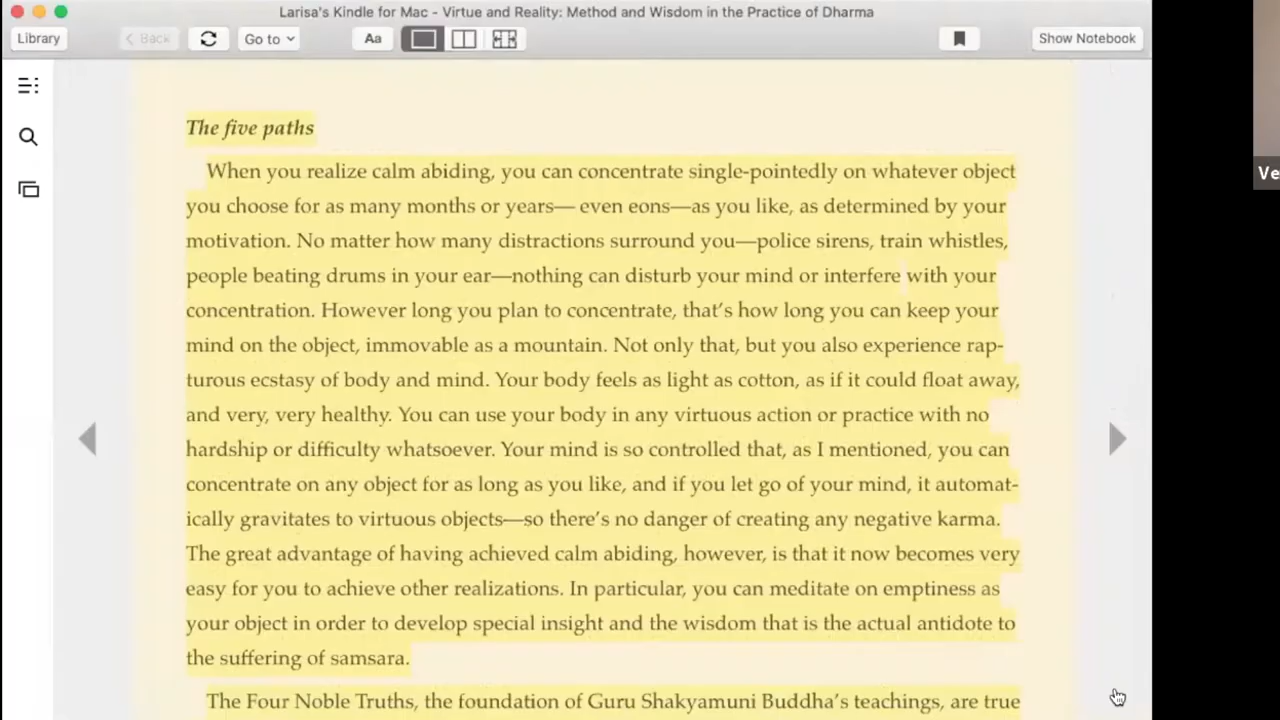 Larisa's Kindle for Mac - Virtue and Reality: Method and Wisdom in the Practice of Dharma
Library
Back
Go to
Aa
Show Notebook
The five paths
When you realize calm abiding, you can concentrate single-pointedly on whatever object
you choose for as many months or years— even eons—as you like, as determined by your
motivation. No matter how many distractions surround you—police sirens, train whistles,
people beating drums in your ear—nothing can disturb your mind or interfere with your
concentration. However long you plan to concentrate, that's how long you can keep your
mind on the object, immovable as a mountain. Not only that, but you also experience rap-
turous ecstasy of body and mind. Your body feels as light as cotton, as if it could float away,
and very, very healthy. You can use your body in any virtuous action or practice with no
hardship or difficulty whatsoever. Your mind is so controlled that, as I mentioned, you can
concentrate on any object for as long as you like, and if you let go of your mind, it automat-
ically gravitates to virtuous objects—so there's no danger of creating any negative karma.
The great advantage of having achieved calm abiding, however, is that it now becomes very
easy for you to achieve other realizations. In particular, you can meditate on emptiness as
your object in order to develop special insight and the wisdom that is the actual antidote to
the suffering of samsara.
The Four Noble Truths, the foundation of Guru Shakyamuni Buddha's teachings, are true
Ve